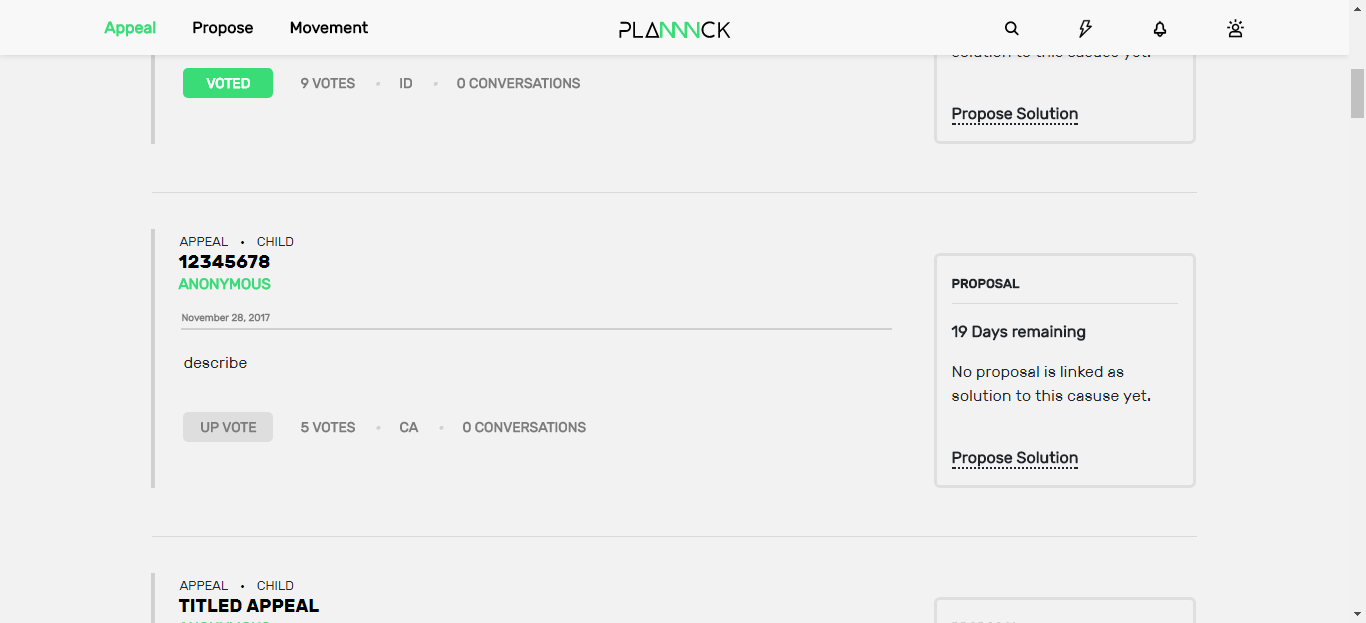 Appeal Propose Movement PLANNNCK
solution to this casuse yet.
VOTED 9 VOTES • ID • 0 CONVERSATIONS
Propose Solution
APPEAL • CHILD
12345678
ANONYMOUS
November 28, 2017
describe
UP VOTE 5 VOTES • CA • 0 CONVERSATIONS
PROPOSAL
19 Days remaining
No proposal is linked as
solution to this casuse yet.
Propose Solution
APPEAL • CHILD
TITLED APPEAL